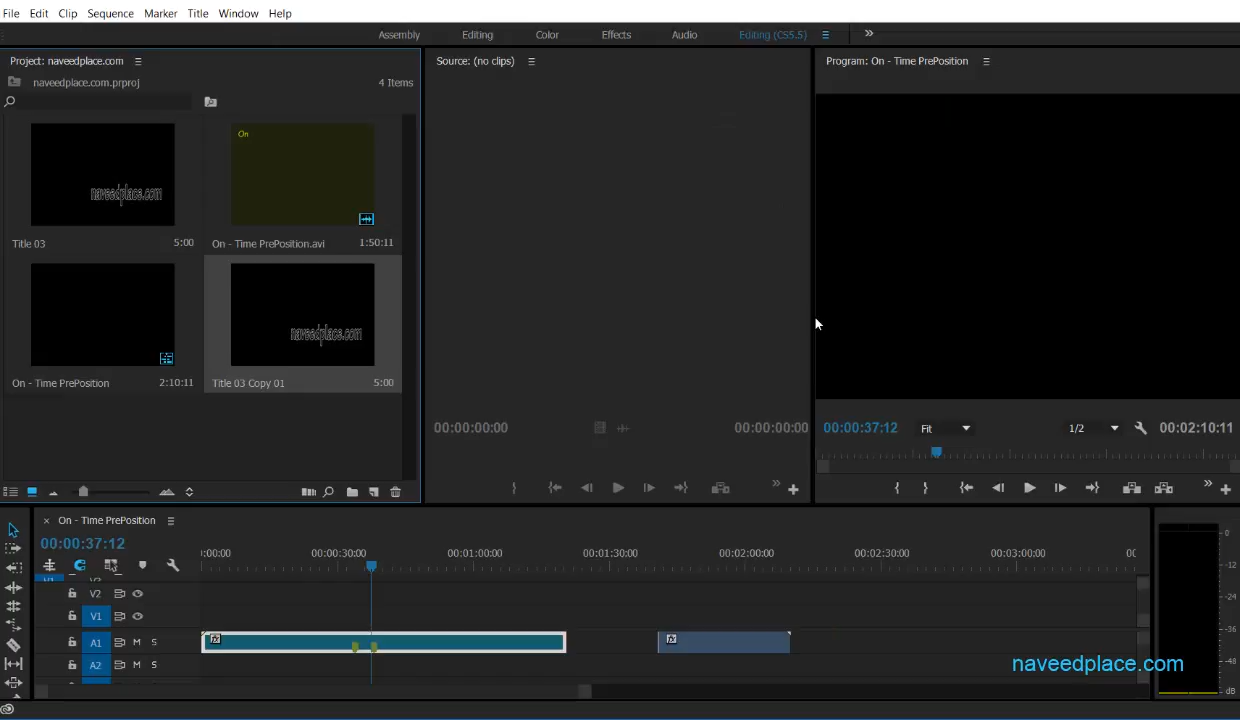 File Edit Clip Sequence Marker Title Window Help
Assembly Editing Color Effects Audio Editing (CS5.5)
Project: naveedplace.com
Source: (no clips)
Program: On - Time PrePosition
naveedplace.com.prproj
4 Items
On
naveedplace.com
Title 03 5:00
On - Time PrePosition.avi 1:50:11
naveedplace.com
On - Time PrePosition 2:10:11
Title 03 Copy 01 5:00
00:00:00:00
00:00:00:00
00:00:37:12
Fit
1/2
00:02:10:11
× On - Time PrePosition
00:00:37:12
:00:00 00:00:30:00 00:01:00:00 00:01:30:00 00:02:00:00 00:02:30:00 00:03:00:00 00:
V2
V1
A1 M S
A2 M S
fx
fx
naveedplace.com
0
-12
-24
-36
-48
dB